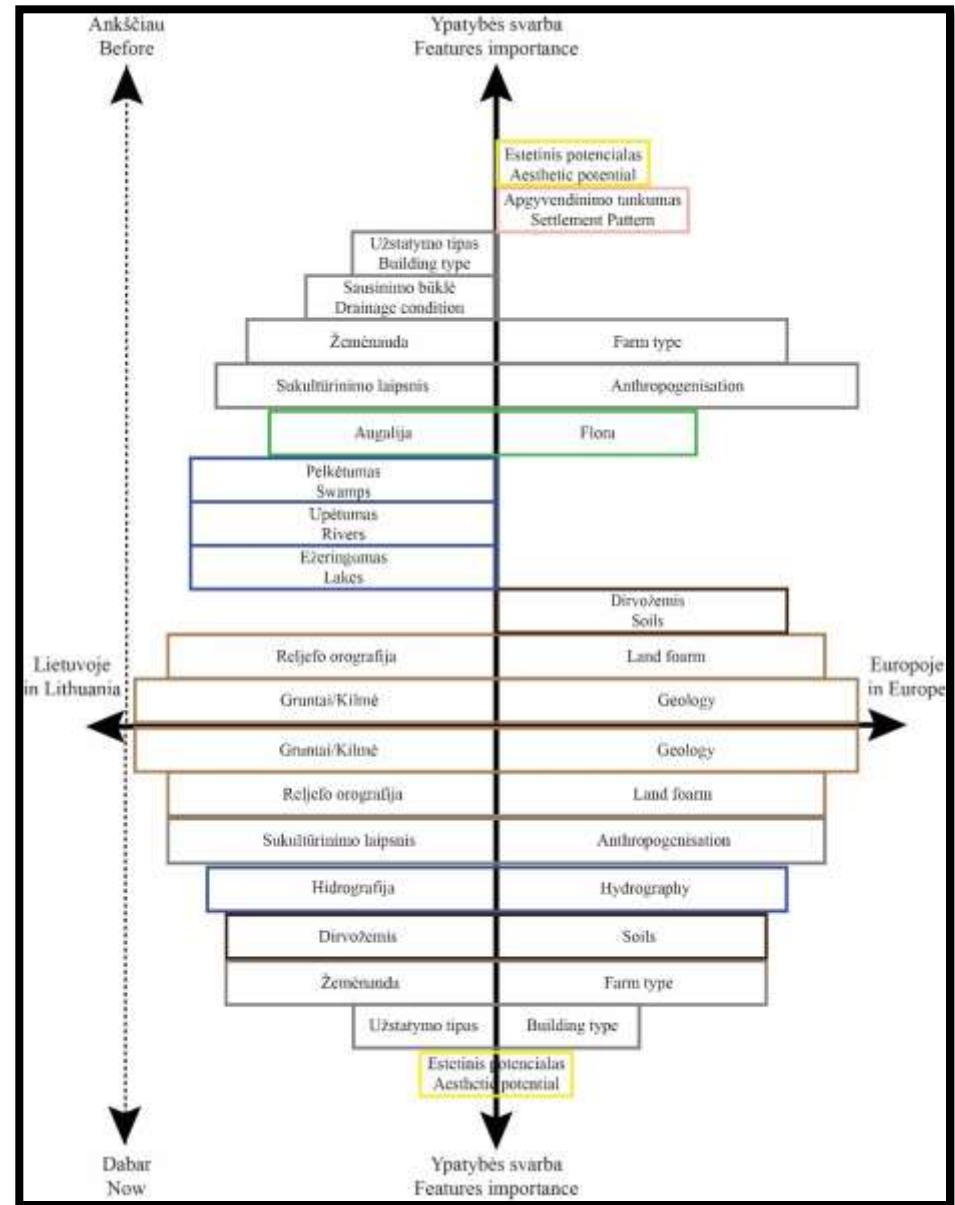 Ankščiau
Before
Ypatybės svarba
Features importance
Estetinis potencialas
Aesthetic potential
Apgyvendinimo tankumas
Settlement Pattern
Užstatymo tipas
Building type
Sausinimo būklė
Drainage condition
Žemėnauda
Farm type
Sukultūrinimo laipsnis
Anthropogenisation
Augalija
Flora
Pelkėtumas
Swamps
Upėtumas
Rivers
Ežeringumas
Lakes
Dirvožemis
Soils
Reljefo orografija
Land foarm
Lietuvoje
in Lithuania
Europoje
in Europe
Gruntai/Kilmė
Geology
Gruntai/Kilmė
Geology
Reljefo orografija
Land foarm
Sukultūrinimo laipsnis
Anthropogenisation
Hidrografija
Hydrography
Dirvožemis
Soils
Žemėnauda
Farm type
Užstatymo tipas
Building type
Estetinis potencialas
Aesthetic potential
Dabar
Now
Ypatybės svarba
Features importance